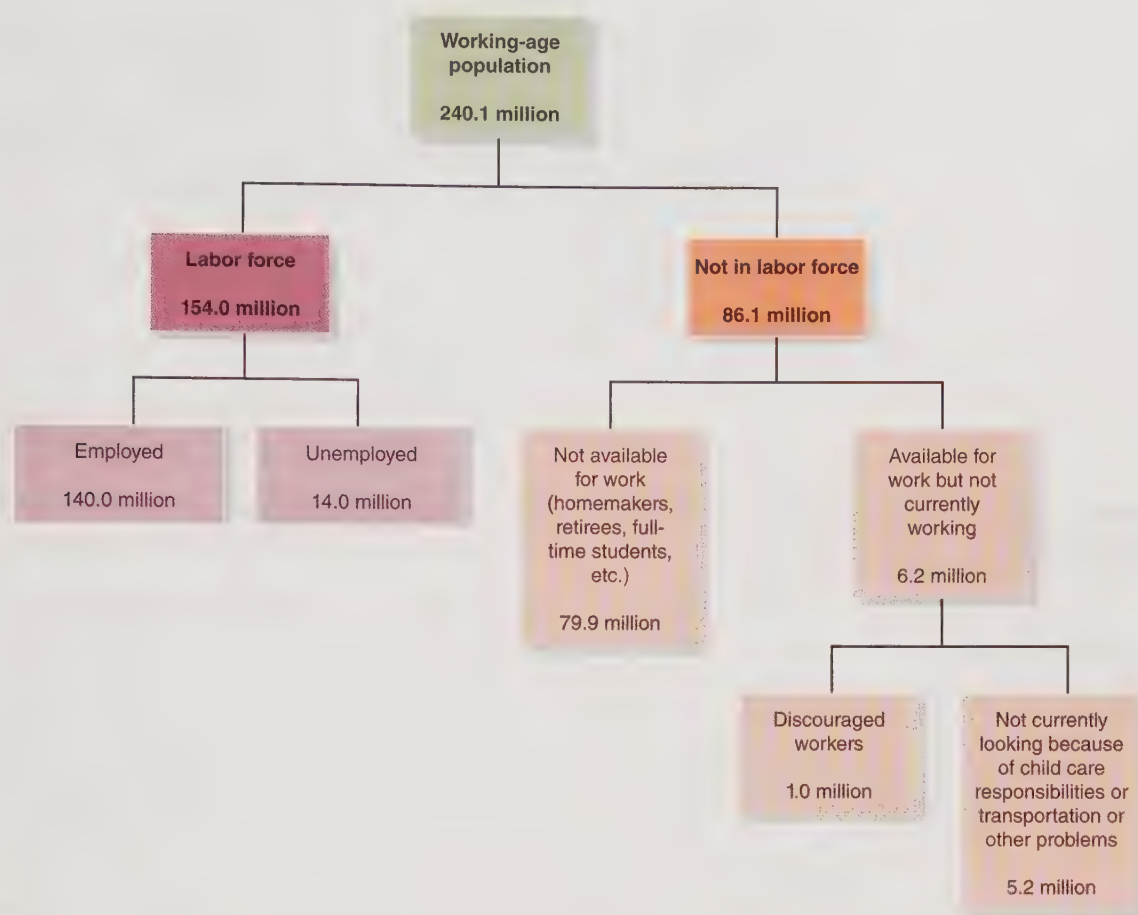 Working-age
population
240.1 million
Labor force
154.0 million
Not in labor force
86.1 million
Employed
140.0 million
Unemployed
14.0 million
Not available
for work
(homemakers,
retirees, full-
time students,
etc.)
79.9 million
Available for
work but not
currently
working
6.2 million
Discouraged
workers
1.0 million
Not currently
looking because
of child care
responsibilities or
transportation or
other problems
5.2 million